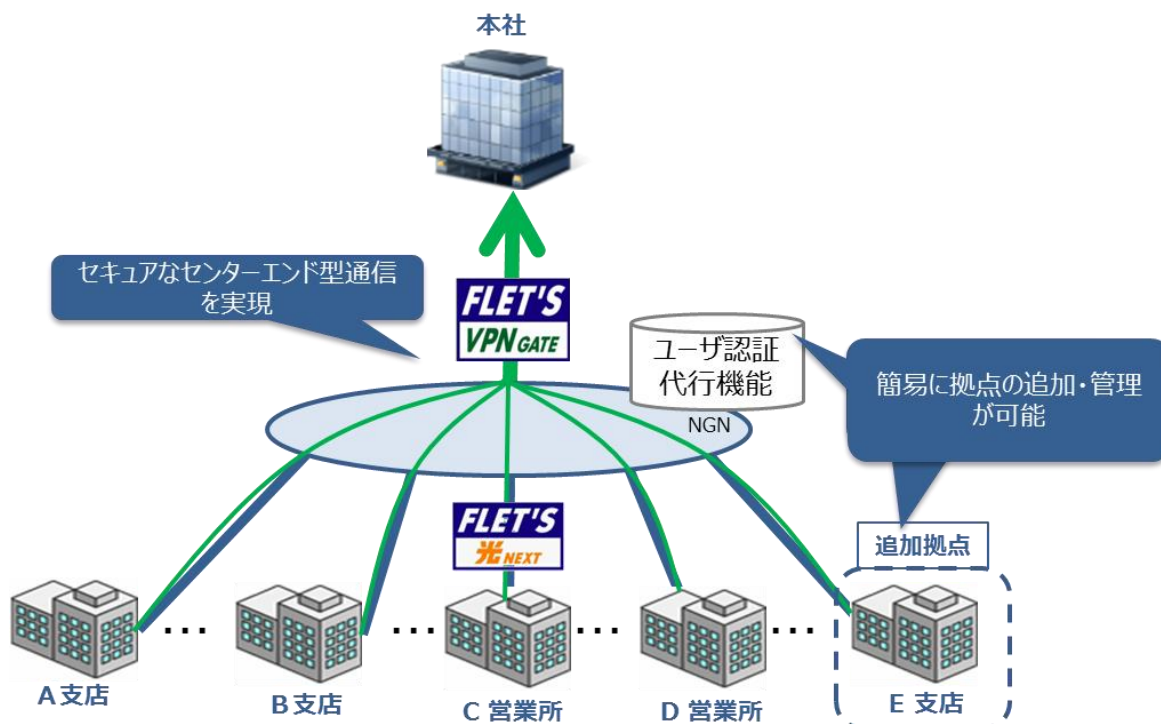 本社
セキュアなセンターエンド型通信
を実現
FLET'S
VPN GATE
ユーザ認証
代行機能
簡易に拠点の追加・管理
が可能
NGN
FLET'S
光 NEXT
追加拠点
・・・
・・・
・・・
・・・
A支店
B支店
C 営業所
D 営業所
E 支店